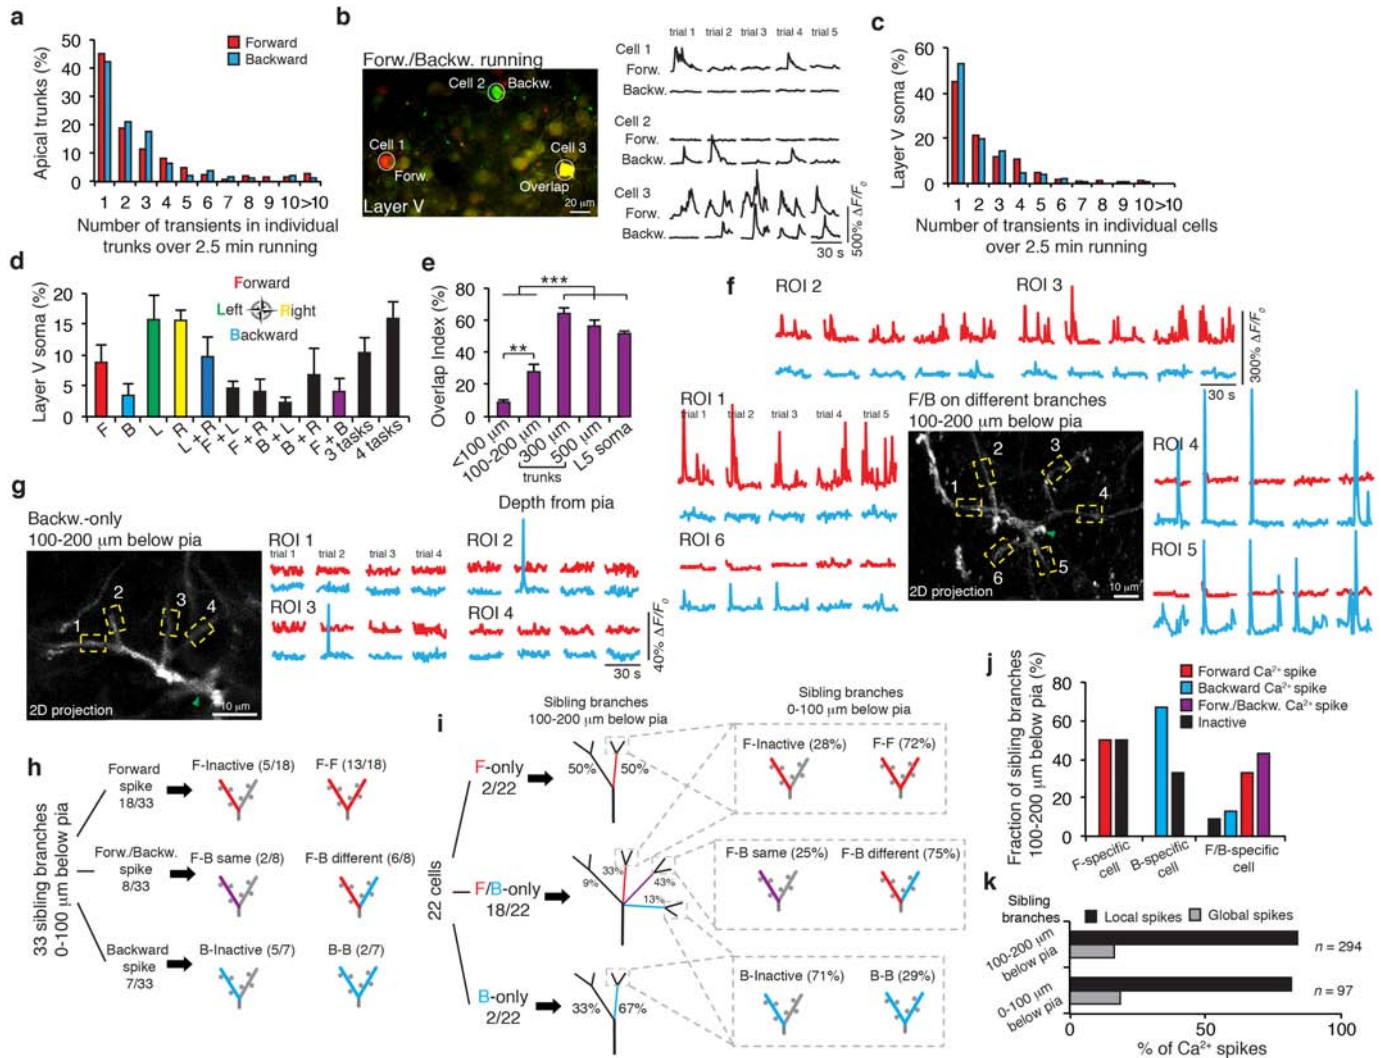 a
Apical trunks (%)
50
40
30
20
10
0
Forward
Backward
1 2 3 4 5 6 7 8 9 10 >10
Number of transients in individual
trunks over 2.5 min running
b
Forw./Backw. running
Cell 2
Backw.
Cell 1
Forw.
Cell 3
Overlap
Layer V
20 µm
trial 1 trial 2 trial 3 trial 4 trial 5
Cell 1
Forw.
Backw.
Cell 2
Forw.
Backw.
Cell 3
Forw.
Backw.
30 s
500% ΔF/F0
c
Layer V soma (%)
60
40
20
0
1 2 3 4 5 6 7 8 9 10 >10
Number of transients in individual cells
over 2.5 min running
d
Layer V soma (%)
20
15
10
5
0
Forward
Left Right
Backward
F B L R L + R F + L F + R B + L B + R F + B 3 tasks 4 tasks
e
Overlap Index (%)
80
60
40
20
0
***
**
<100 µm 100-200 µm 300 µm 500 µm L5 soma
trunks
Depth from pia
f
ROI 2
ROI 3
300% ΔF/F0
30 s
ROI 1
trial 1 trial 2 trial 3 trial 4 trial 5
F/B on different branches
100-200 µm below pia
1 2 3 4 5 6
2D projection
10 µm
ROI 4
ROI 6
ROI 5
g
Backw.-only
100-200 µm below pia
1 2 3 4
2D projection
10 µm
ROI 1
trial 1 trial 2 trial 3 trial 4
ROI 2
ROI 3
ROI 4
40% ΔF/F0
30 s
h
33 sibling branches
0-100 µm below pia
Forward
spike
18/33
F-Inactive (5/18)
F-F (13/18)
Forw./Backw.
spike
8/33
F-B same (2/8)
F-B different (6/8)
Backward
spike
7/33
B-Inactive (5/7)
B-B (2/7)
i
Sibling branches
100-200 µm below pia
Sibling branches
0-100 µm below pia
22 cells
F-only
2/22
50% 50%
F-Inactive (28%)
F-F (72%)
F/B-only
18/22
9%
33%
43%
13%
F-B same (25%)
F-B different (75%)
B-only
2/22
33% 67%
B-Inactive (71%)
B-B (29%)
j
Fraction of sibling branches
100-200 µm below pia (%)
80
60
40
20
0
Forward Ca²⁺ spike
Backward Ca²⁺ spike
Forw./Backw. Ca²⁺ spike
Inactive
F-specific
cell
B-specific
cell
F/B-specific
cell
k
Sibling
branches
Local spikes
Global spikes
100-200 µm
below pia
n = 294
0-100 µm
below pia
n = 97
0 50 100
% of Ca²⁺ spikes